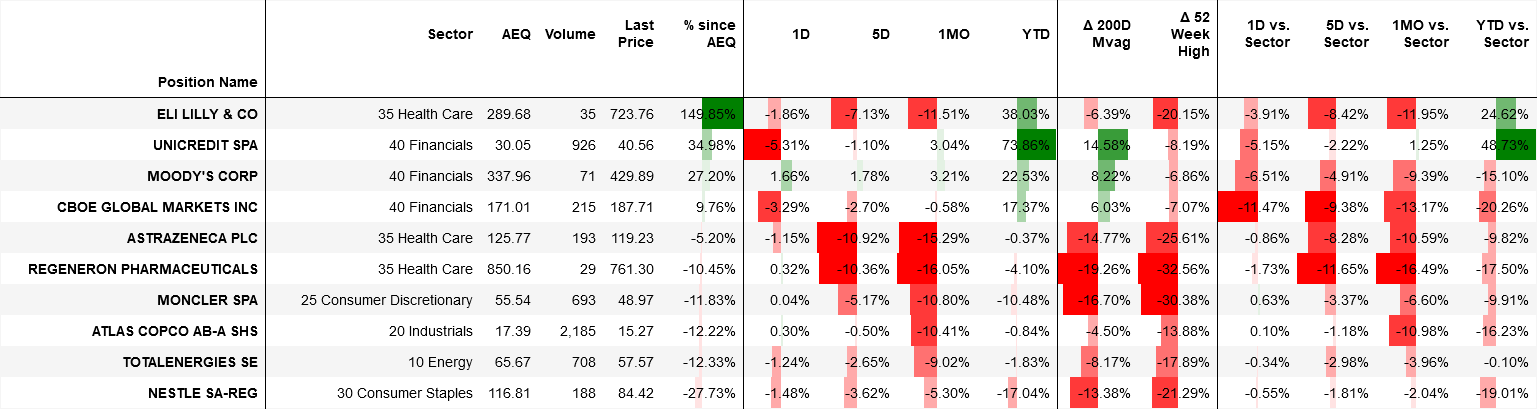 Position Name Sector AEQ Volume Last Price % since AEQ 1D 5D 1MO YTD Δ 200D Mvag Δ 52 Week High 1D vs. Sector 5D vs. Sector 1MO vs. Sector YTD vs. Sector
ELI LILLY & CO 35 Health Care 289.68 35 723.76 149.85% -1.86% -7.13% -11.51% 38.03% -6.39% -20.15% -3.91% -8.42% -11.95% 24.62%
UNICREDIT SPA 40 Financials 30.05 926 40.56 34.98% -5.31% -1.10% 3.04% 73.86% 14.58% -8.19% -5.15% -2.22% 1.25% 48.73%
MOODY'S CORP 40 Financials 337.96 71 429.89 27.20% 1.66% 1.78% 3.21% 22.53% 8.22% -6.86% -6.51% -4.91% -9.39% -15.10%
CBOE GLOBAL MARKETS INC 40 Financials 171.01 215 187.71 9.76% -3.29% -2.70% -0.58% 17.37% 6.03% -7.07% -11.47% -9.38% -13.17% -20.26%
ASTRAZENECA PLC 35 Health Care 125.77 193 119.23 -5.20% -1.15% -10.92% -15.29% -0.37% -14.77% -25.61% -0.86% -8.28% -10.59% -9.82%
REGENERON PHARMACEUTICALS 35 Health Care 850.16 29 761.30 -10.45% 0.32% -10.36% -16.05% -4.10% -19.26% -32.56% -1.73% -11.65% -16.49% -17.50%
MONCLER SPA 25 Consumer Discretionary 55.54 693 48.97 -11.83% 0.04% -5.17% -10.80% -10.48% -16.70% -30.38% 0.63% -3.37% -6.60% -9.91%
ATLAS COPCO AB-A SHS 20 Industrials 17.39 2,185 15.27 -12.22% 0.30% -0.50% -10.41% -0.84% -4.50% -13.88% 0.10% -1.18% -10.98% -16.23%
TOTALENERGIES SE 10 Energy 65.67 708 57.57 -12.33% -1.24% -2.65% -9.02% -1.83% -8.17% -17.89% -0.34% -2.98% -3.96% -0.10%
NESTLE SA-REG 30 Consumer Staples 116.81 188 84.42 -27.73% -1.48% -3.62% -5.30% -17.04% -13.38% -21.29% -0.55% -1.81% -2.04% -19.01%